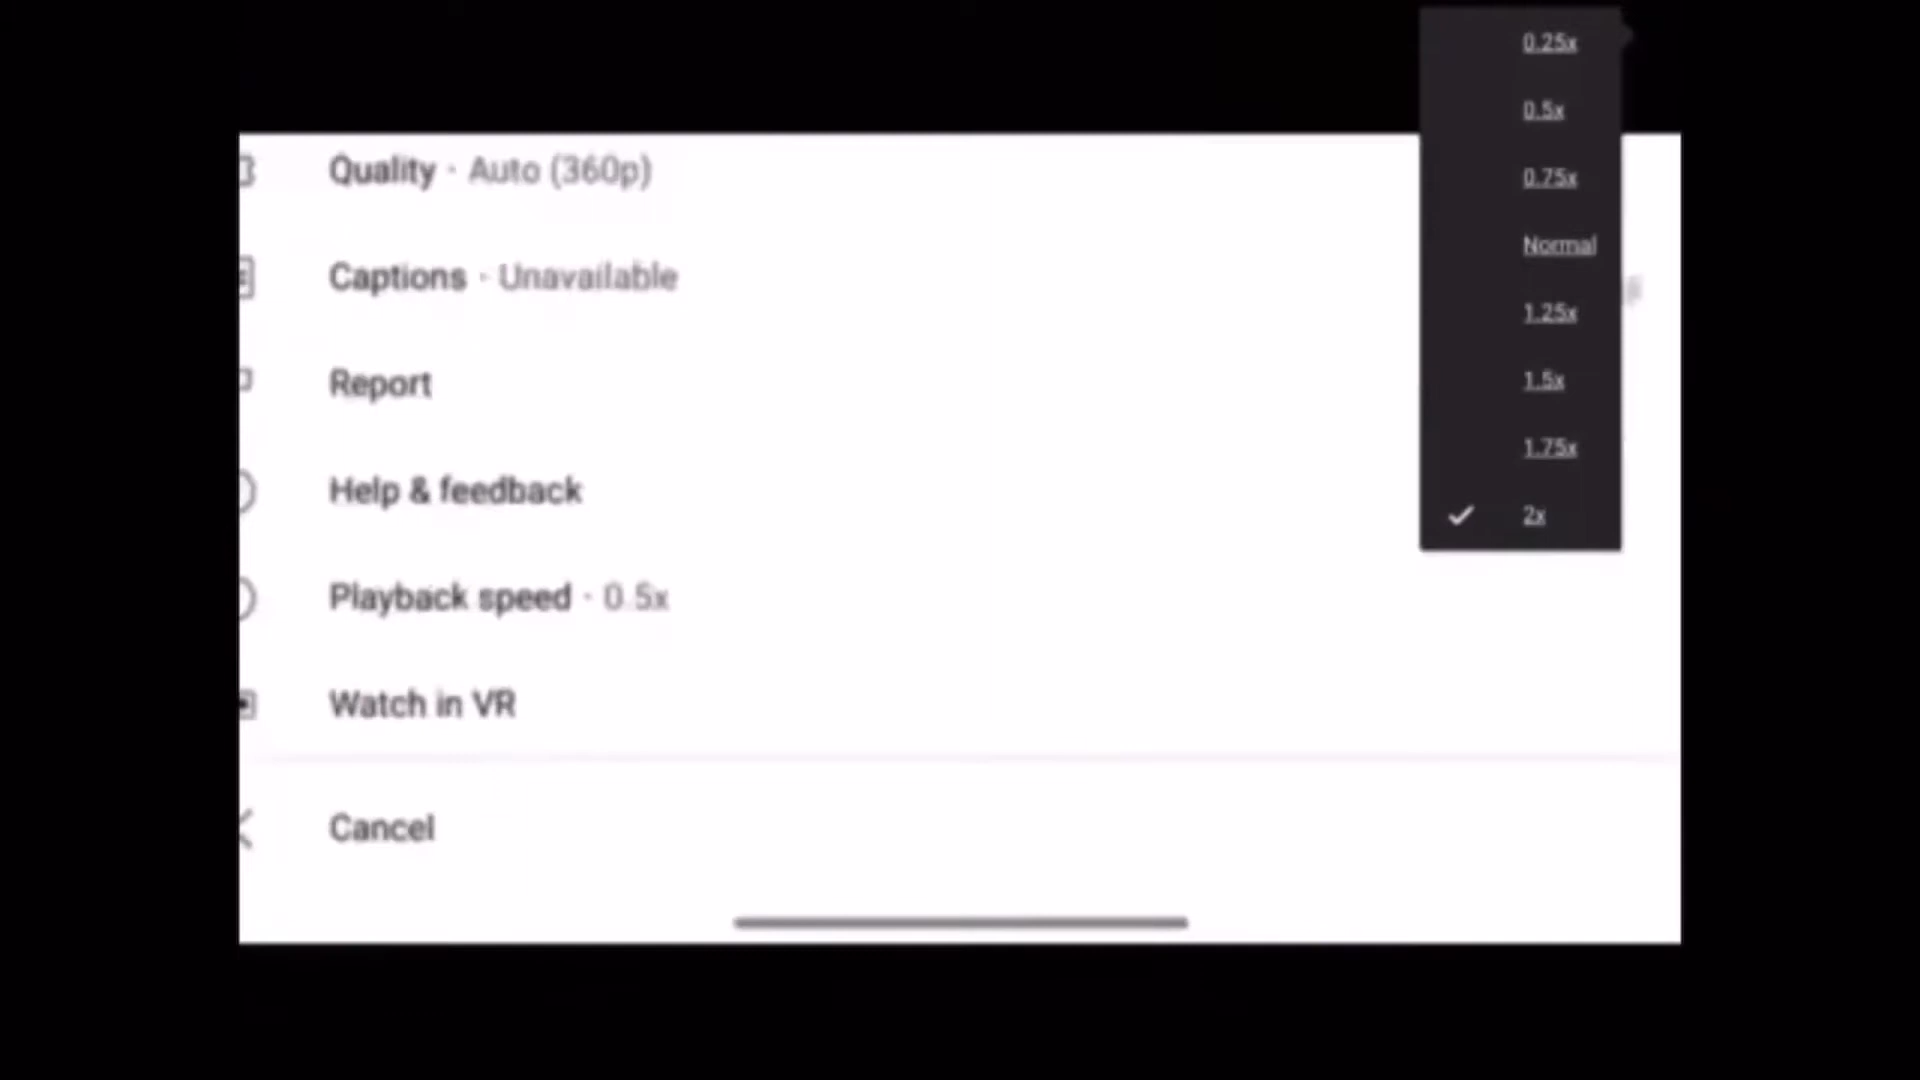 Quality · Auto (360p)
Captions · Unavailable
Report
Help & feedback
Playback speed · 0.5x
Watch in VR
Cancel
0.25x
0.5x
0.75x
Normal
1.25x
1.5x
1.75x
2x